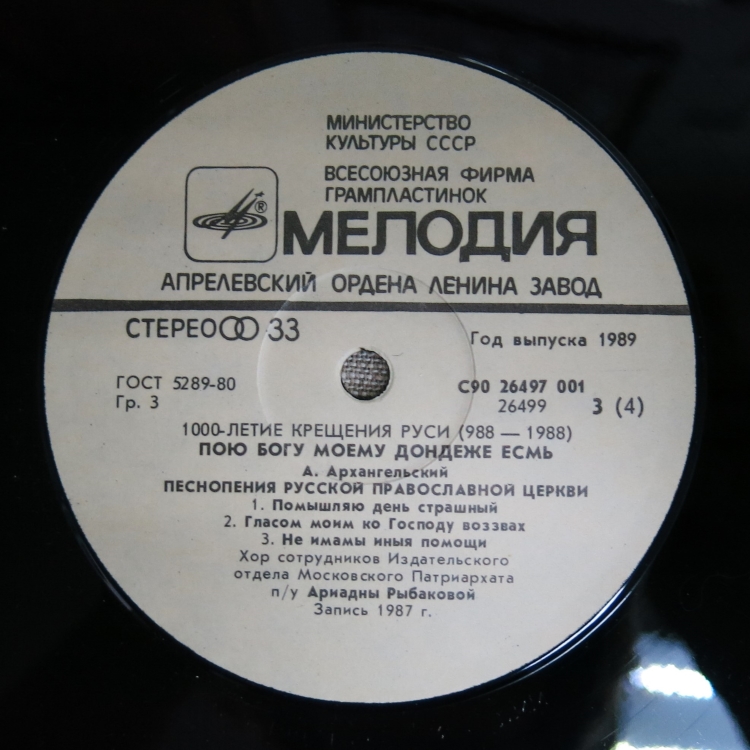 МИНИСТЕРСТВО
КУЛЬТУРЫ СССР
ВСЕСОЮЗНАЯ ФИРМА
ГРАМПЛАСТИНОК
®
МЕЛОДИЯ
АПРЕЛЕВСКИЙ ОРДЕНА ЛЕНИНА ЗАВОД
СТЕРЕО 33
Год выпуска 1989
ГОСТ 5289-80
Гр. 3
С90 26497 001
26499 3 (4)
1000-ЛЕТИЕ КРЕЩЕНИЯ РУСИ (988 — 1988)
ПОЮ БОГУ МОЕМУ ДОНДЕЖЕ ЕСМЬ
А. Архангельский
ПЕСНОПЕНИЯ РУССКОЙ ПРАВОСЛАВНОЙ ЦЕРКВИ
1. Помышляю день страшный
2. Гласом моим ко Господу воззвах
3. Не имамы иныя помощи
Хор сотрудников Издательского
отдела Московского Патриархата
п/у Ариадны Рыбаковой
Запись 1987 г.